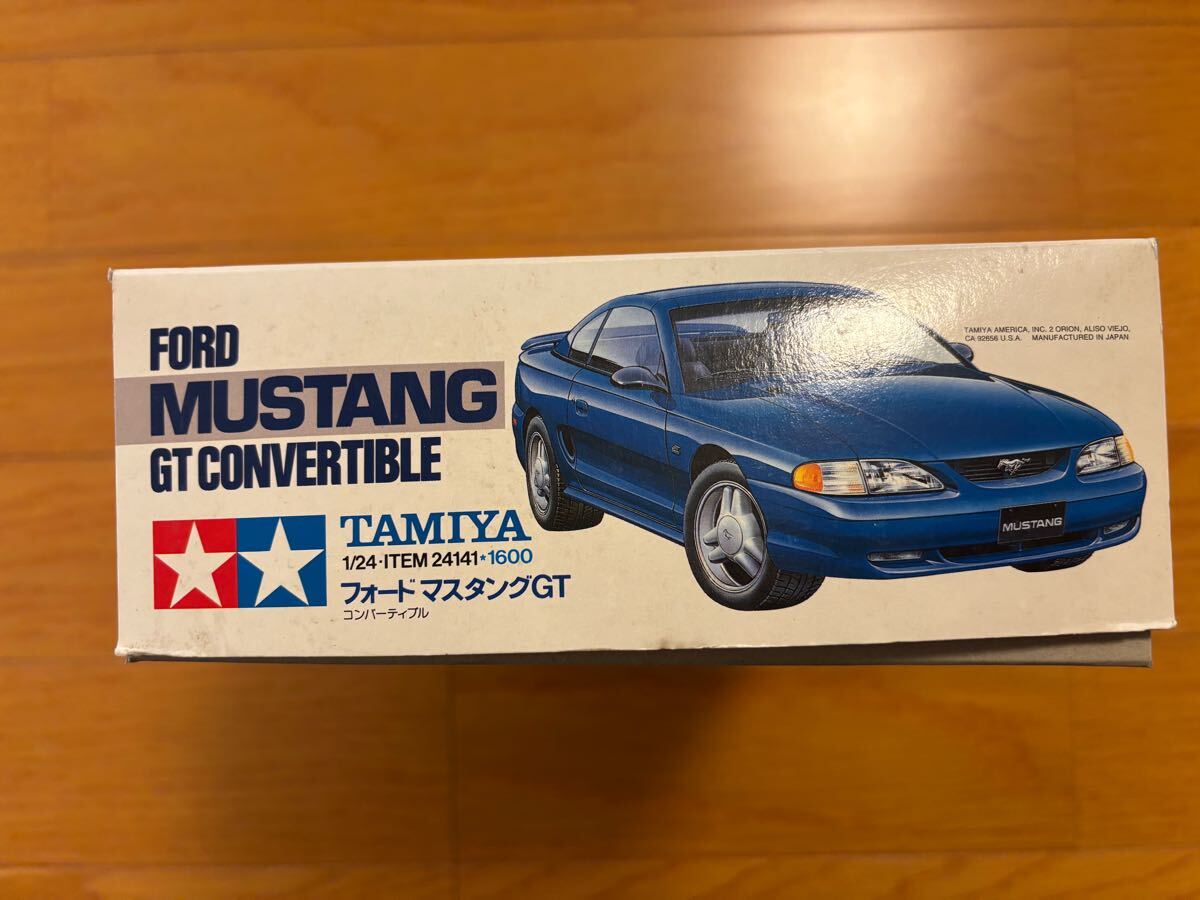 FORD
MUSTANG
GT CONVERTIBLE
TAMIYA
1/24・ITEM 24141★1600
フォード マスタングGT
コンバーティブル
TAMIYA AMERICA, INC. 2 ORION, ALISO VIEJO,
CA 92656 U.S.A. MANUFACTURED IN JAPAN
MUSTANG